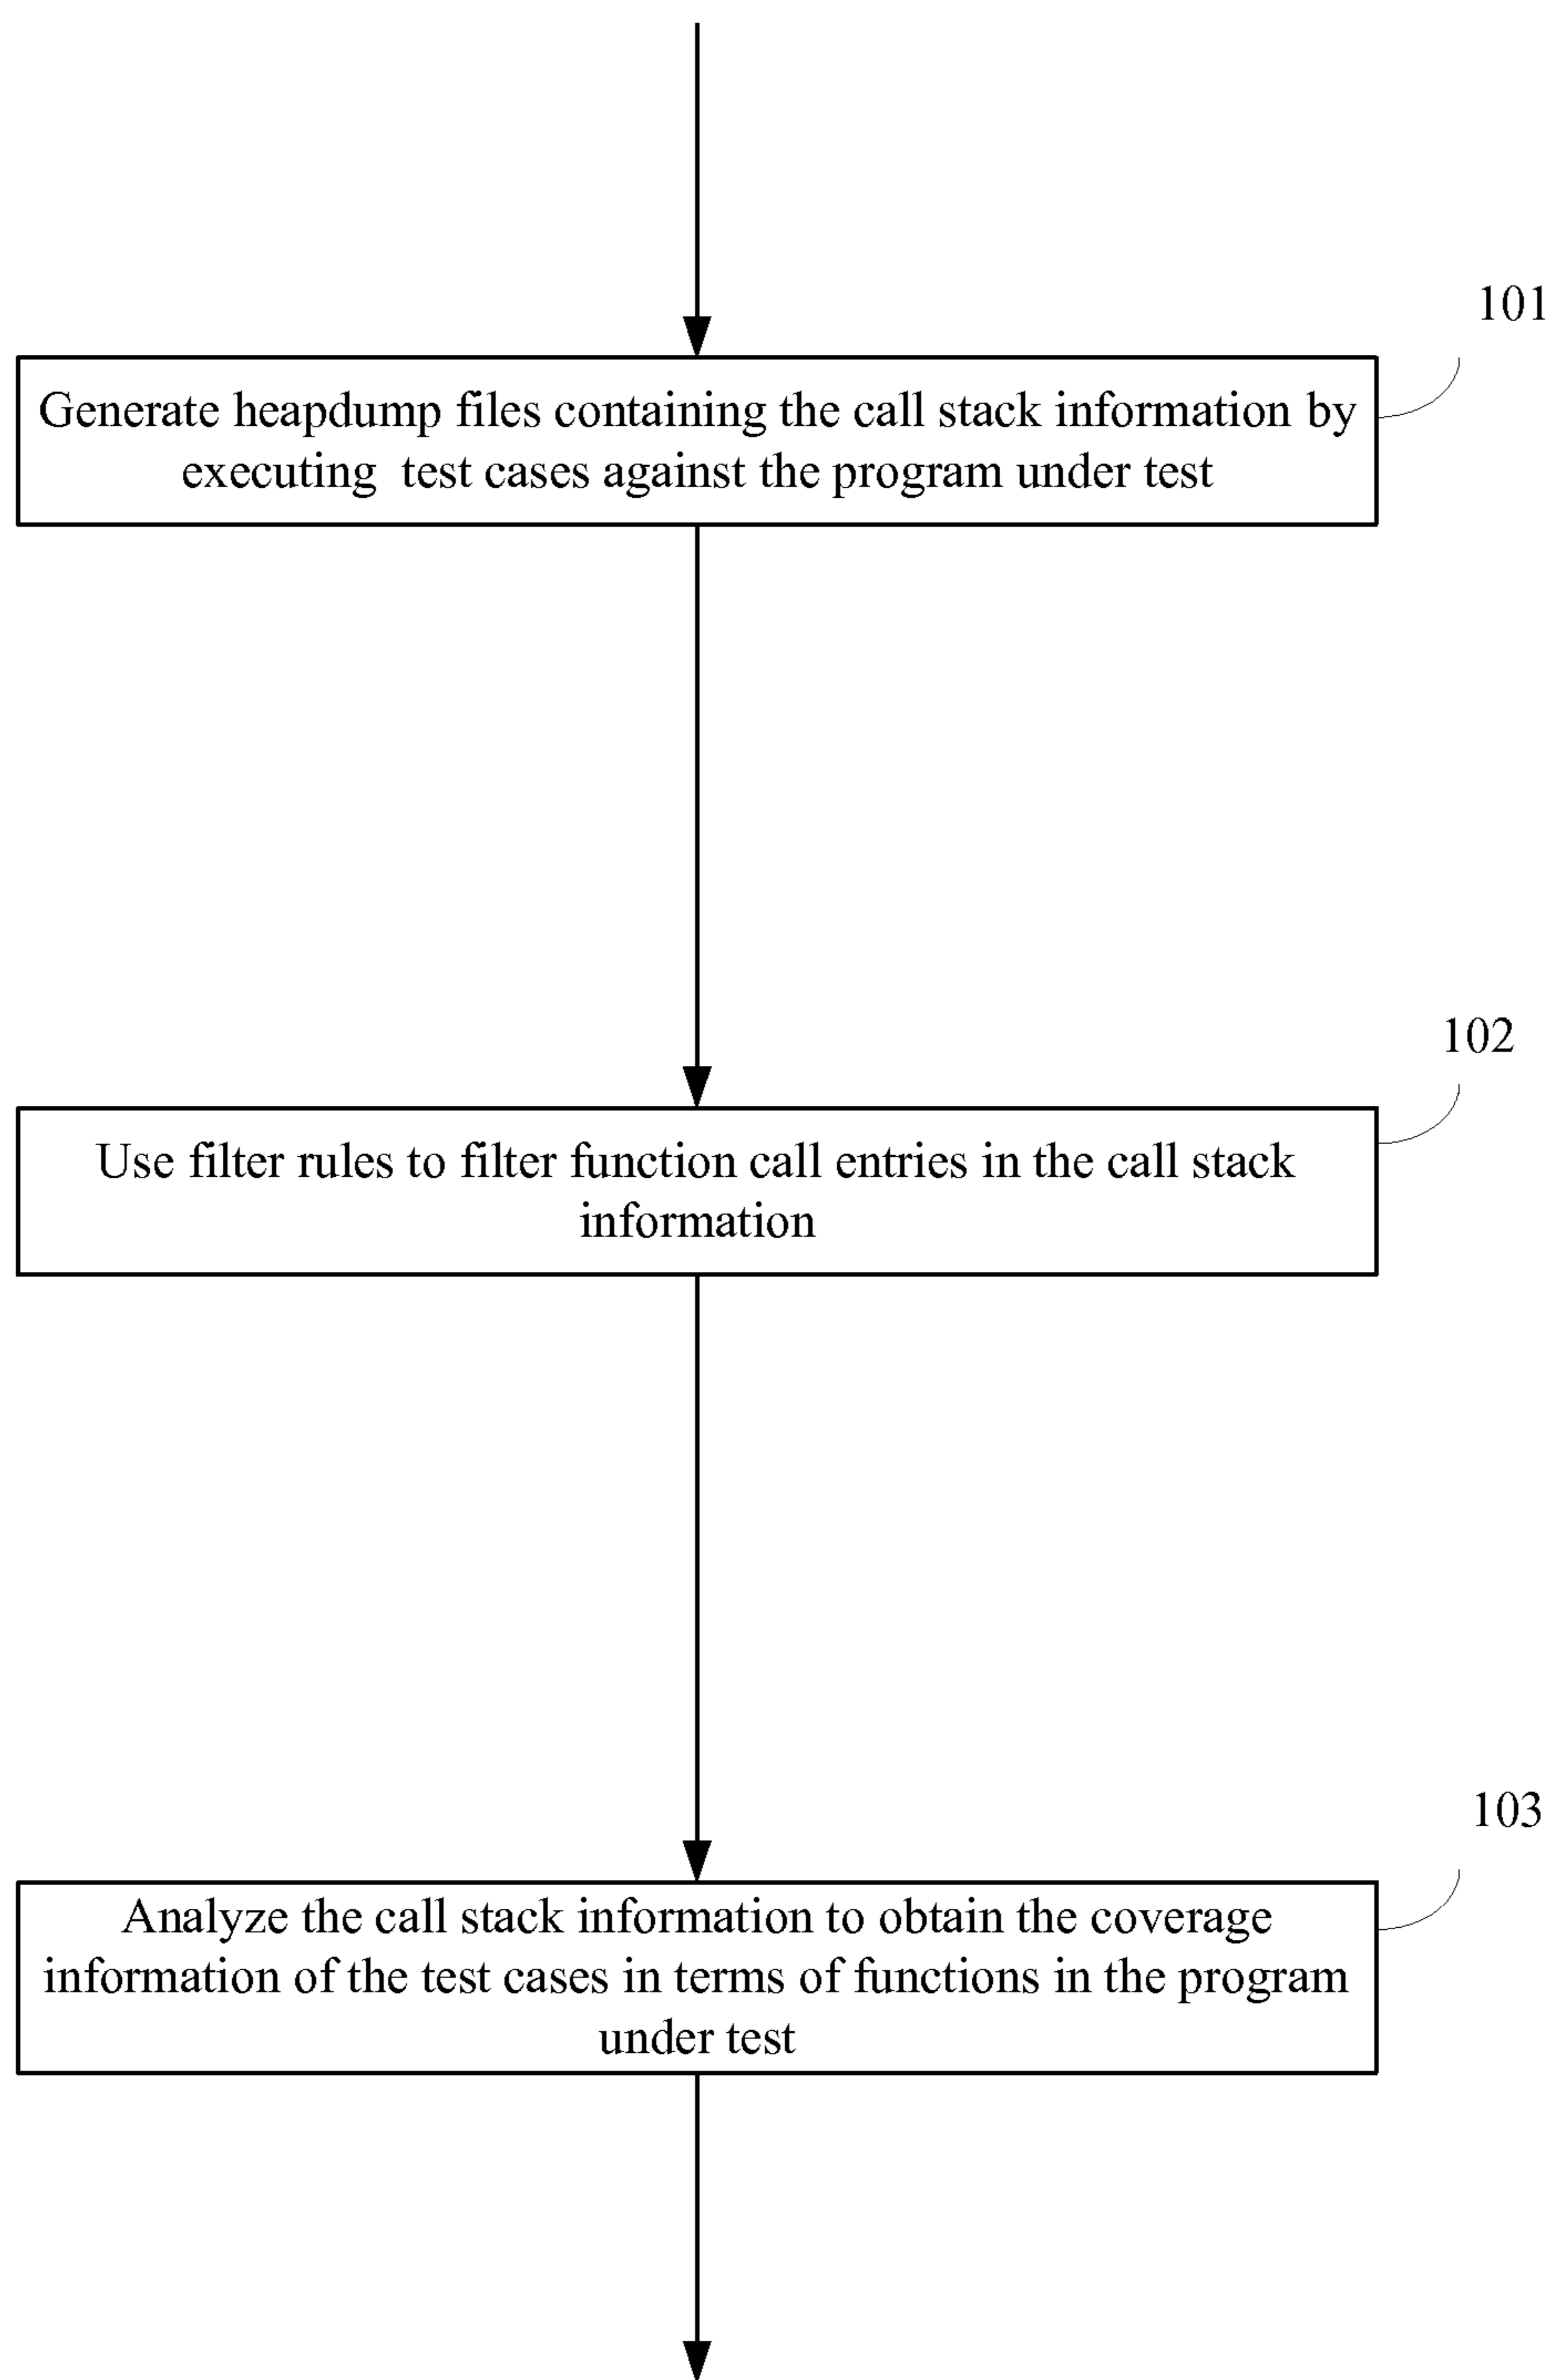 101
Generate heapdump files containing the call stack information by
executing test cases against the program under test
102
Use filter rules to filter function call entries in the call stack
information
103
Analyze the call stack information to obtain the coverage
information of the test cases in terms of functions in the program
under test